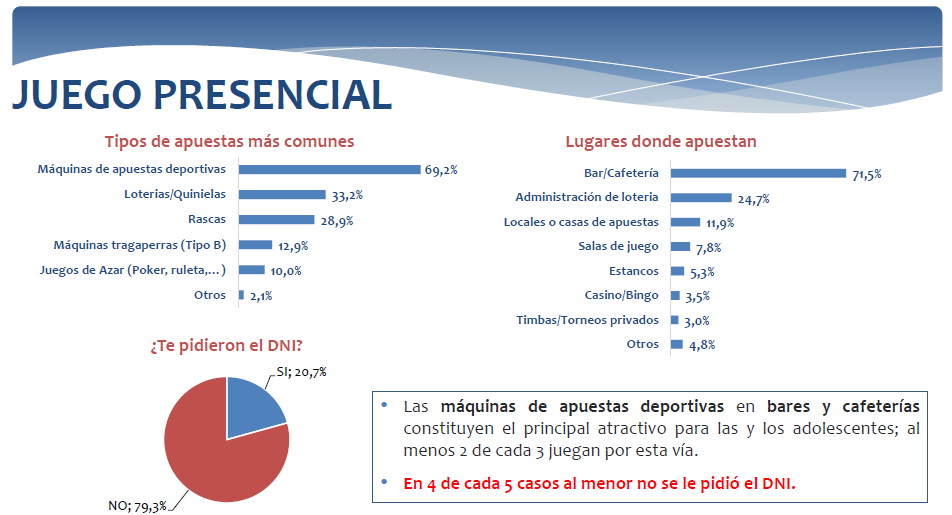 JUEGO PRESENCIAL
Tipos de apuestas más comunes
Máquinas de apuestas deportivas 69,2%
Loterias/Quinielas 33,2%
Rascas 28,9%
Máquinas tragaperras (Tipo B) 12,9%
Juegos de Azar (Poker, ruleta,...) 10,0%
Otros 2,1%
Lugares donde apuestan
Bar/Cafetería 71,5%
Administración de loteria 24,7%
Locales o casas de apuestas 11,9%
Salas de juego 7,8%
Estancos 5,3%
Casino/Bingo 3,5%
Timbas/Torneos privados 3,0%
Otros 4,8%
¿Te pidieron el DNI?
SI; 20,7%
NO; 79,3%
• Las máquinas de apuestas deportivas en bares y cafeterías
constituyen el principal atractivo para las y los adolescentes; al
menos 2 de cada 3 juegan por esta vía.
• En 4 de cada 5 casos al menor no se le pidió el DNI.